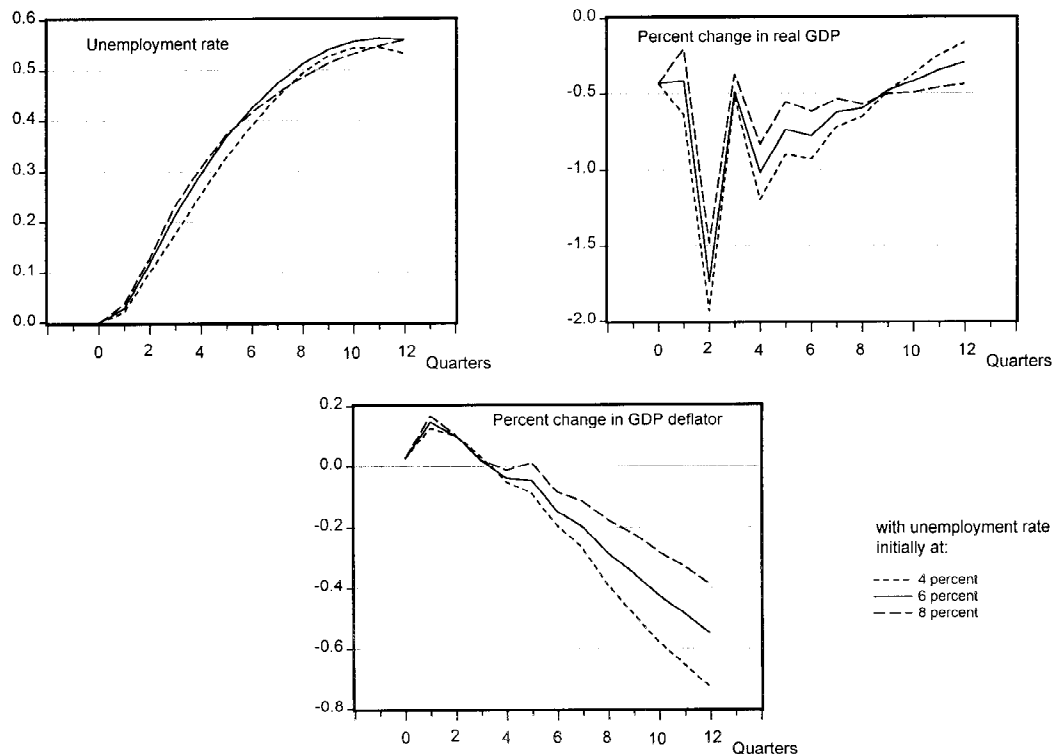 Unemployment rate
0.6
0.5
0.4
0.3
0.2
0.1
0.0
0 2 4 6 8 10 12
Quarters
Percent change in real GDP
0.0
-0.5
-1.0
-1.5
-2.0
0 2 4 6 8 10 12
Quarters
Percent change in GDP deflator
0.2
0.0
-0.2
-0.4
-0.6
-0.8
0 2 4 6 8 10 12
Quarters
with unemployment rate
initially at:
4 percent
6 percent
8 percent